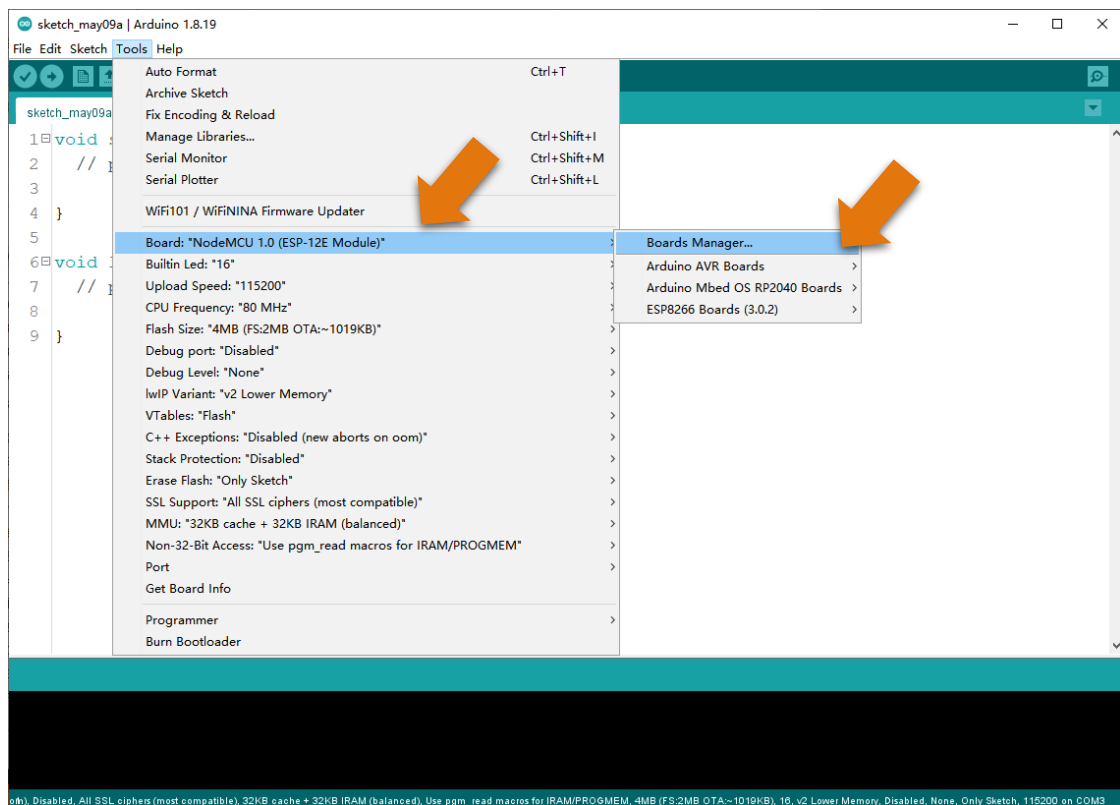 sketch_may09a | Arduino 1.8.19
File Edit Sketch Tools Help
sketch_may09a
1 void
2 //
3
4 }
5
6 void
7 //
8
9 }
Auto Format Ctrl+T
Archive Sketch
Fix Encoding & Reload
Manage Libraries... Ctrl+Shift+I
Serial Monitor Ctrl+Shift+M
Serial Plotter Ctrl+Shift+L
WiFi101 / WiFiNINA Firmware Updater
Board: "NodeMCU 1.0 (ESP-12E Module)"
Builtin Led: "16"
Upload Speed: "115200"
CPU Frequency: "80 MHz"
Flash Size: "4MB (FS:2MB OTA:~1019KB)"
Debug port: "Disabled"
Debug Level: "None"
lwIP Variant: "v2 Lower Memory"
VTables: "Flash"
C++ Exceptions: "Disabled (new aborts on oom)"
Stack Protection: "Disabled"
Erase Flash: "Only Sketch"
SSL Support: "All SSL ciphers (most compatible)"
MMU: "32KB cache + 32KB IRAM (balanced)"
Non-32-Bit Access: "Use pgm_read macros for IRAM/PROGMEM"
Port
Get Board Info
Programmer
Burn Bootloader
Boards Manager...
Arduino AVR Boards
Arduino Mbed OS RP2040 Boards
ESP8266 Boards (3.0.2)
Disabled, All SSL ciphers (most compatible), 32KB cache + 32KB IRAM (balanced), Use pgm_read macros for IRAM/PROGMEM, 4MB (FS:2MB OTA:~1019KB), 16, v2 Lower Memory, Disabled, None, Only Sketch, 115200 on COM3